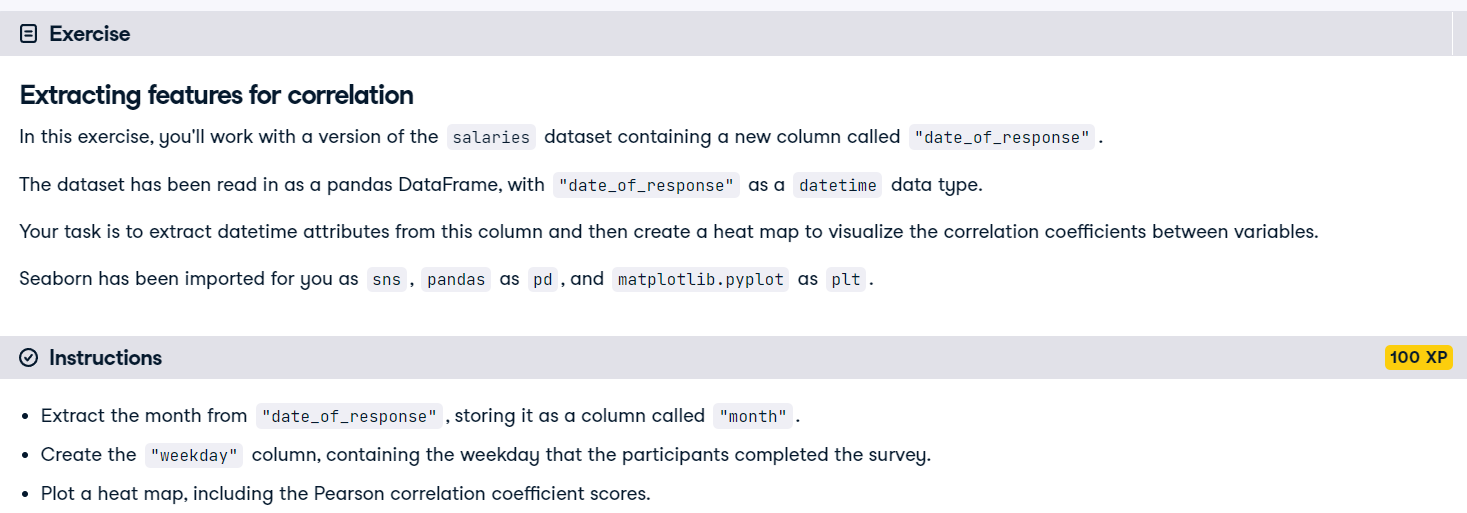 Exercise
Extracting features for correlation
In this exercise, you'll work with a version of the salaries dataset containing a new column called "date_of_response".
The dataset has been read in as a pandas DataFrame, with "date_of_response" as a datetime data type.
Your task is to extract datetime attributes from this column and then create a heat map to visualize the correlation coefficients between variables.
Seaborn has been imported for you as sns, pandas as pd, and matplotlib.pyplot as plt.
Instructions
100 XP
• Extract the month from "date_of_response", storing it as a column called "month".
• Create the "weekday" column, containing the weekday that the participants completed the survey.
• Plot a heat map, including the Pearson correlation coefficient scores.